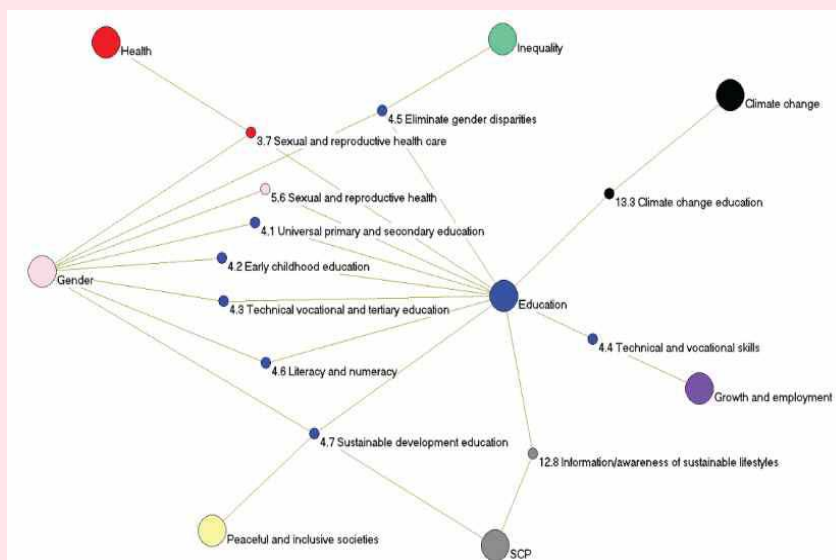 Health
Inequality
Climate change
4.5 Eliminate gender disparities
3.7 Sexual and reproductive health care
5.6 Sexual and reproductive health
13.3 Climate change education
4.1 Universal primary and secondary education
4.2 Early childhood education
Gender
4.3 Technical vocational and tertiary education
Education
4.4 Technical and vocational skills
4.6 Literacy and numeracy
Growth and employment
4.7 Sustainable development education
12.8 Information/awareness of sustainable lifestyles
Peaceful and inclusive societies
SCP